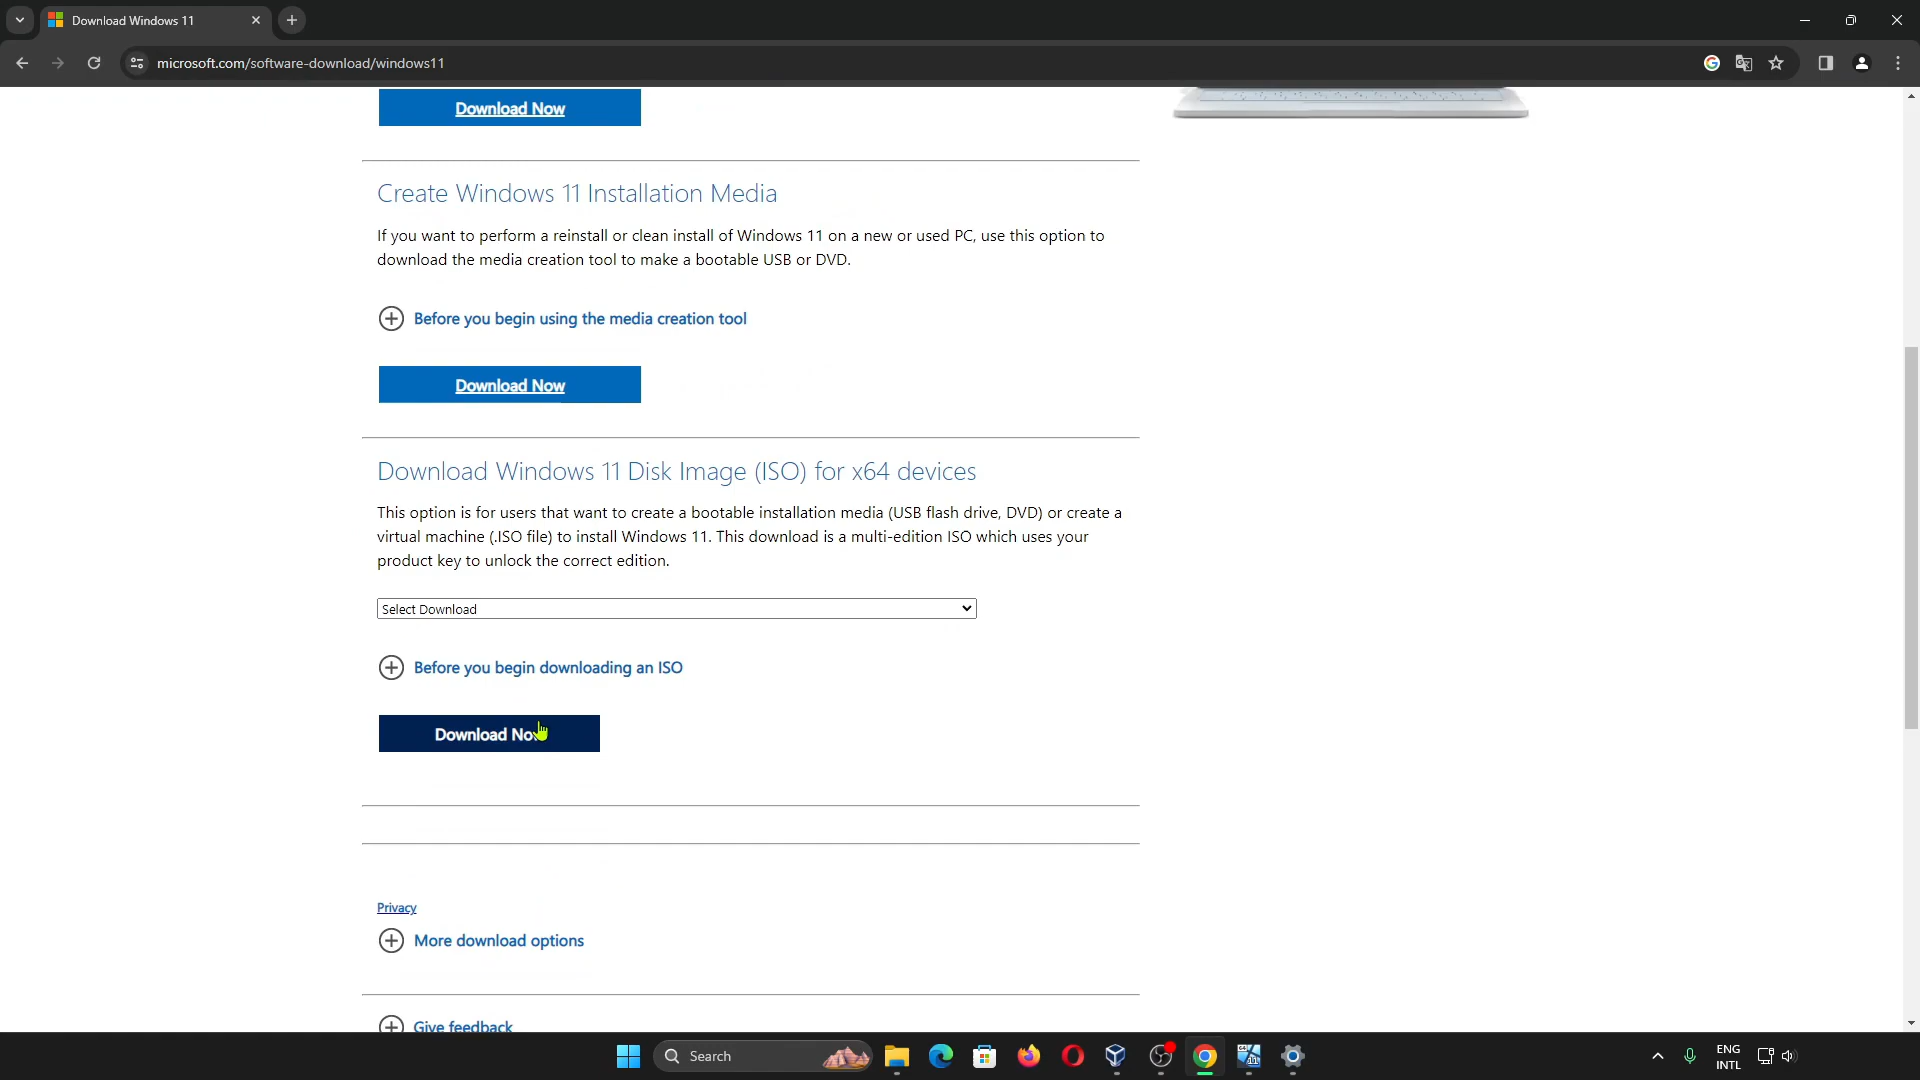 Download Windows 11
microsoft.com/software-download/windows11
Download Now
Create Windows 11 Installation Media
If you want to perform a reinstall or clean install of Windows 11 on a new or used PC, use this option to
download the media creation tool to make a bootable USB or DVD.
Before you begin using the media creation tool
Download Now
Download Windows 11 Disk Image (ISO) for x64 devices
This option is for users that want to create a bootable installation media (USB flash drive, DVD) or create a
virtual machine (.ISO file) to install Windows 11. This download is a multi-edition ISO which uses your
product key to unlock the correct edition.
Select Download
Before you begin downloading an ISO
Download Now
Privacy
More download options
Give feedback
Search
ENG
INTL